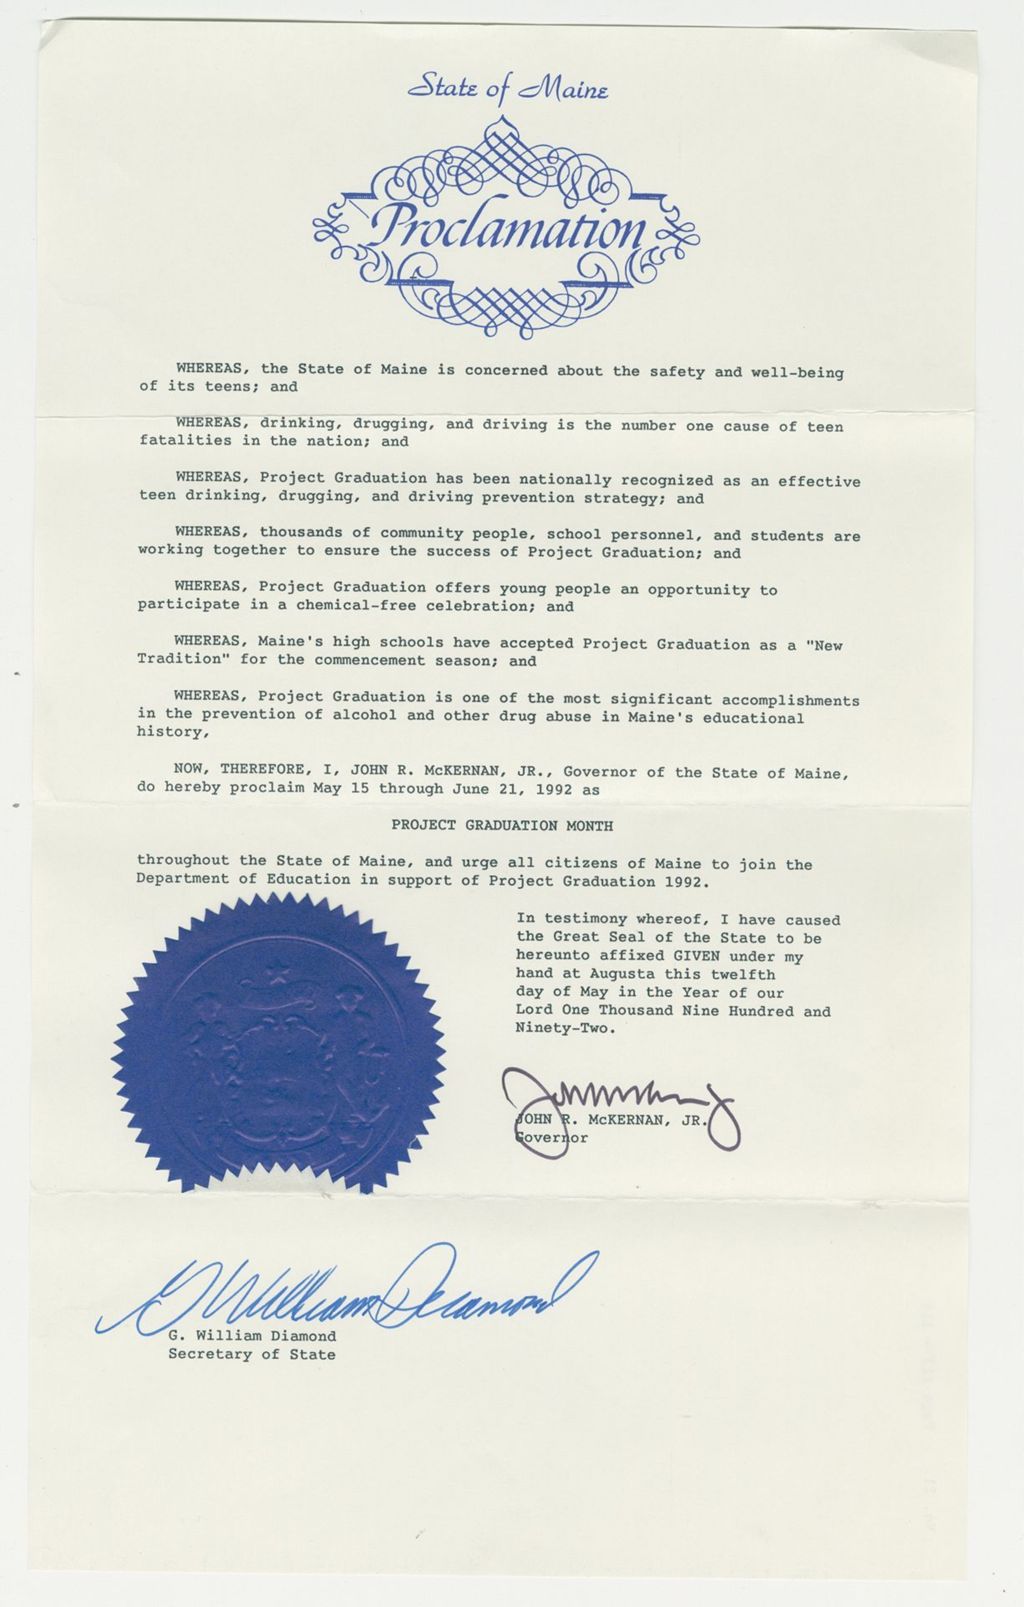 State of Maine
Proclamation
WHEREAS, the State of Maine is concerned about the safety and well-being
of its teens; and
WHEREAS, drinking, drugging, and driving is the number one cause of teen
fatalities in the nation; and
WHEREAS, Project Graduation has been nationally recognized as an effective
teen drinking, drugging, and driving prevention strategy; and
WHEREAS, thousands of community people, school personnel, and students are
working together to ensure the success of Project Graduation; and
WHEREAS, Project Graduation offers young people an opportunity to
participate in a chemical-free celebration; and
WHEREAS, Maine's high schools have accepted Project Graduation as a "New
Tradition" for the commencement season; and
WHEREAS, Project Graduation is one of the most significant accomplishments
in the prevention of alcohol and other drug abuse in Maine's educational
history,
NOW, THEREFORE, I, JOHN R. McKERNAN, JR., Governor of the State of Maine,
do hereby proclaim May 15 through June 21, 1992 as
PROJECT GRADUATION MONTH
throughout the State of Maine, and urge all citizens of Maine to join the
Department of Education in support of Project Graduation 1992.
In testimony whereof, I have caused
the Great Seal of the State to be
hereunto affixed GIVEN under my
hand at Augusta this twelfth
day of May in the Year of our
Lord One Thousand Nine Hundred and
Ninety-Two.
JOHN R. McKERNAN, JR.
Governor
G William Diamond
G. William Diamond
Secretary of State